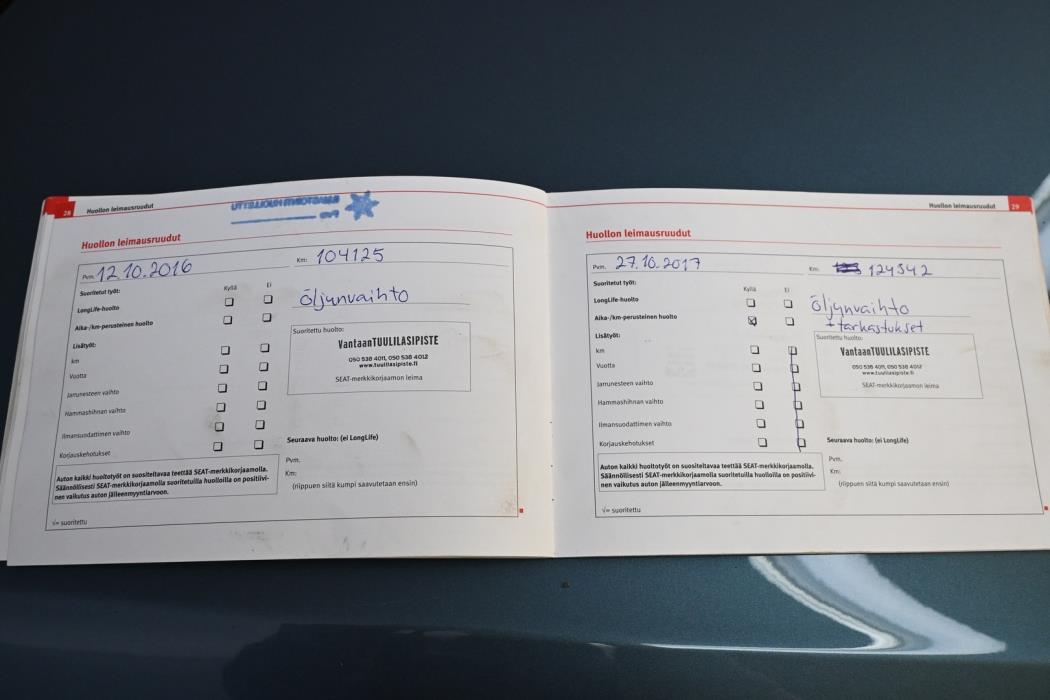 28 Huollon leimausruudut
ILMASTOINTI HUOLLETTU
Pvm
Huollon leimausruudut
Pvm. 12.10.2016
Km: 104125
Suoritetut työt: Kyllä Ei
LongLife-huolto
Aika-/km-perusteinen huolto
Öljynvaihto
Lisätyöt:
km
Vuotta
Jarrunesteen vaihto
Hammashihnan vaihto
Ilmansuodattimen vaihto
Korjauskehotukset
Suoritettu huolto:
VantaanTUULILASIPISTE
050 538 4011, 050 538 4012
www.tuulilasipiste.fi
SEAT-merkkikorjaamon leima
Seuraava huolto: (ei LongLife)
Pvm.
Km:
(riippuen siitä kumpi saavutetaan ensin)
Auton kaikki huoltotyöt on suositeltavaa teettää SEAT-merkkikorjaamolla.
Säännöllisesti SEAT-merkkikorjaamolla suoritetuilla huolloilla on positiivi-
nen vaikutus auton jälleenmyyntiarvoon.
√= suoritettu
Huollon leimausruudut 29
Huollon leimausruudut
Pvm. 27.10.2017
Km: 124342
Suoritetut työt: Kyllä Ei
LongLife-huolto
Aika-/km-perusteinen huolto
Öljynvaihto
+ tarkastukset
Lisätyöt:
km
Vuotta
Jarrunesteen vaihto
Hammashihnan vaihto
Ilmansuodattimen vaihto
Korjauskehotukset
Suoritettu huolto:
VantaanTUULILASIPISTE
050 538 4011, 050 538 4012
www.tuulilasipiste.fi
SEAT-merkkikorjaamon leima
Seuraava huolto: (ei LongLife)
Pvm.
Km:
(riippuen siitä kumpi saavutetaan ensin)
Auton kaikki huoltotyöt on suositeltavaa teettää SEAT-merkkikorjaamolla.
Säännöllisesti SEAT-merkkikorjaamolla suoritetuilla huolloilla on positiivi-
nen vaikutus auton jälleenmyyntiarvoon.
√= suoritettu